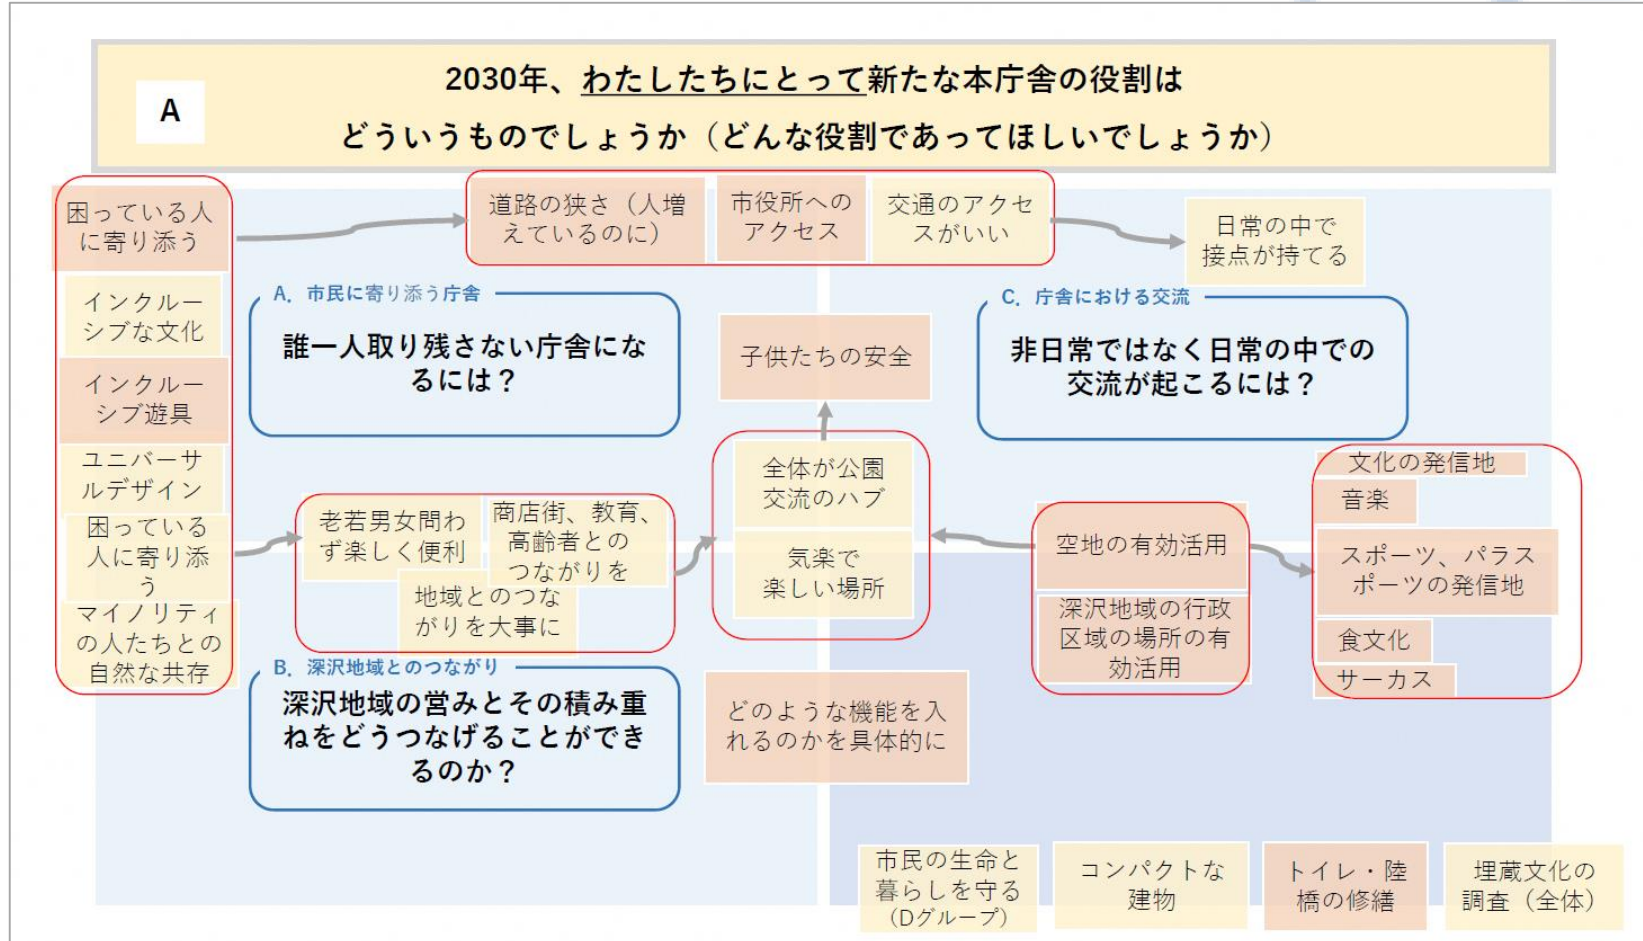 A
2030年、わたしたちにとって新たな本庁舎の役割は
どういうものでしょうか（どんな役割であってほしいでしょうか）
困っている人
に寄り添う
インクルー
シブな文化
インクルー
シブ遊具
ユニバーサ
ルデザイン
困っている
人に寄り添
う
マイノリティ
の人たちとの
自然な共存
道路の狭さ（人増
えているのに）
市役所への
アクセス
交通のアクセ
スがいい
日常の中で
接点が持てる
A．市民に寄り添う庁舎
誰一人取り残さない庁舎にな
るには？
子供たちの安全
C．庁舎における交流
非日常ではなく日常の中での
交流が起こるには？
老若男女問わ
ず楽しく便利
商店街、教育、
高齢者との
つながりを
地域とのつな
がりを大事に
全体が公園
交流のハブ
気楽で
楽しい場所
空地の有効活用
深沢地域の行政
区域の場所の有
効活用
文化の発信地
音楽
スポーツ、パラス
ポーツの発信地
食文化
サーカス
B．深沢地域とのつながり
深沢地域の営みとその積み重
ねをどうつなげることができ
るのか？
どのような機能を入
れるのかを具体的に
市民の生命と
暮らしを守る
（Dグループ）
コンパクトな
建物
トイレ・陸
橋の修繕
埋蔵文化の
調査（全体）